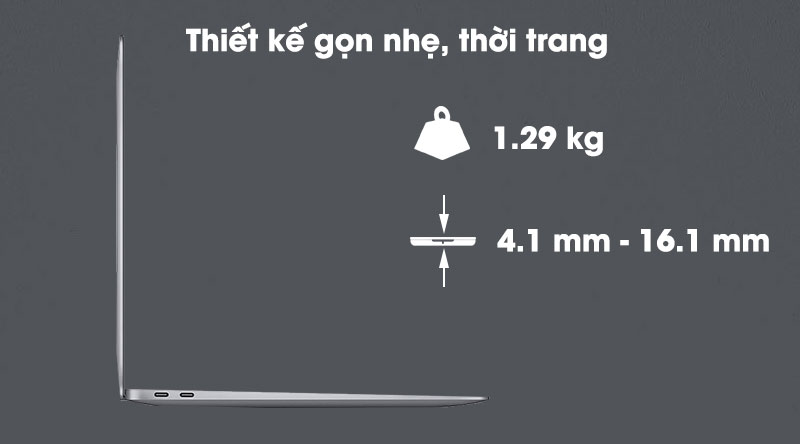 Thiết kế gọn nhẹ, thời trang
1.29 kg
4.1 mm - 16.1 mm